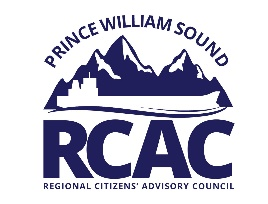 PRINCE WILLIAM SOUND
RCAC
REGIONAL CITIZENS' ADVISORY COUNCIL